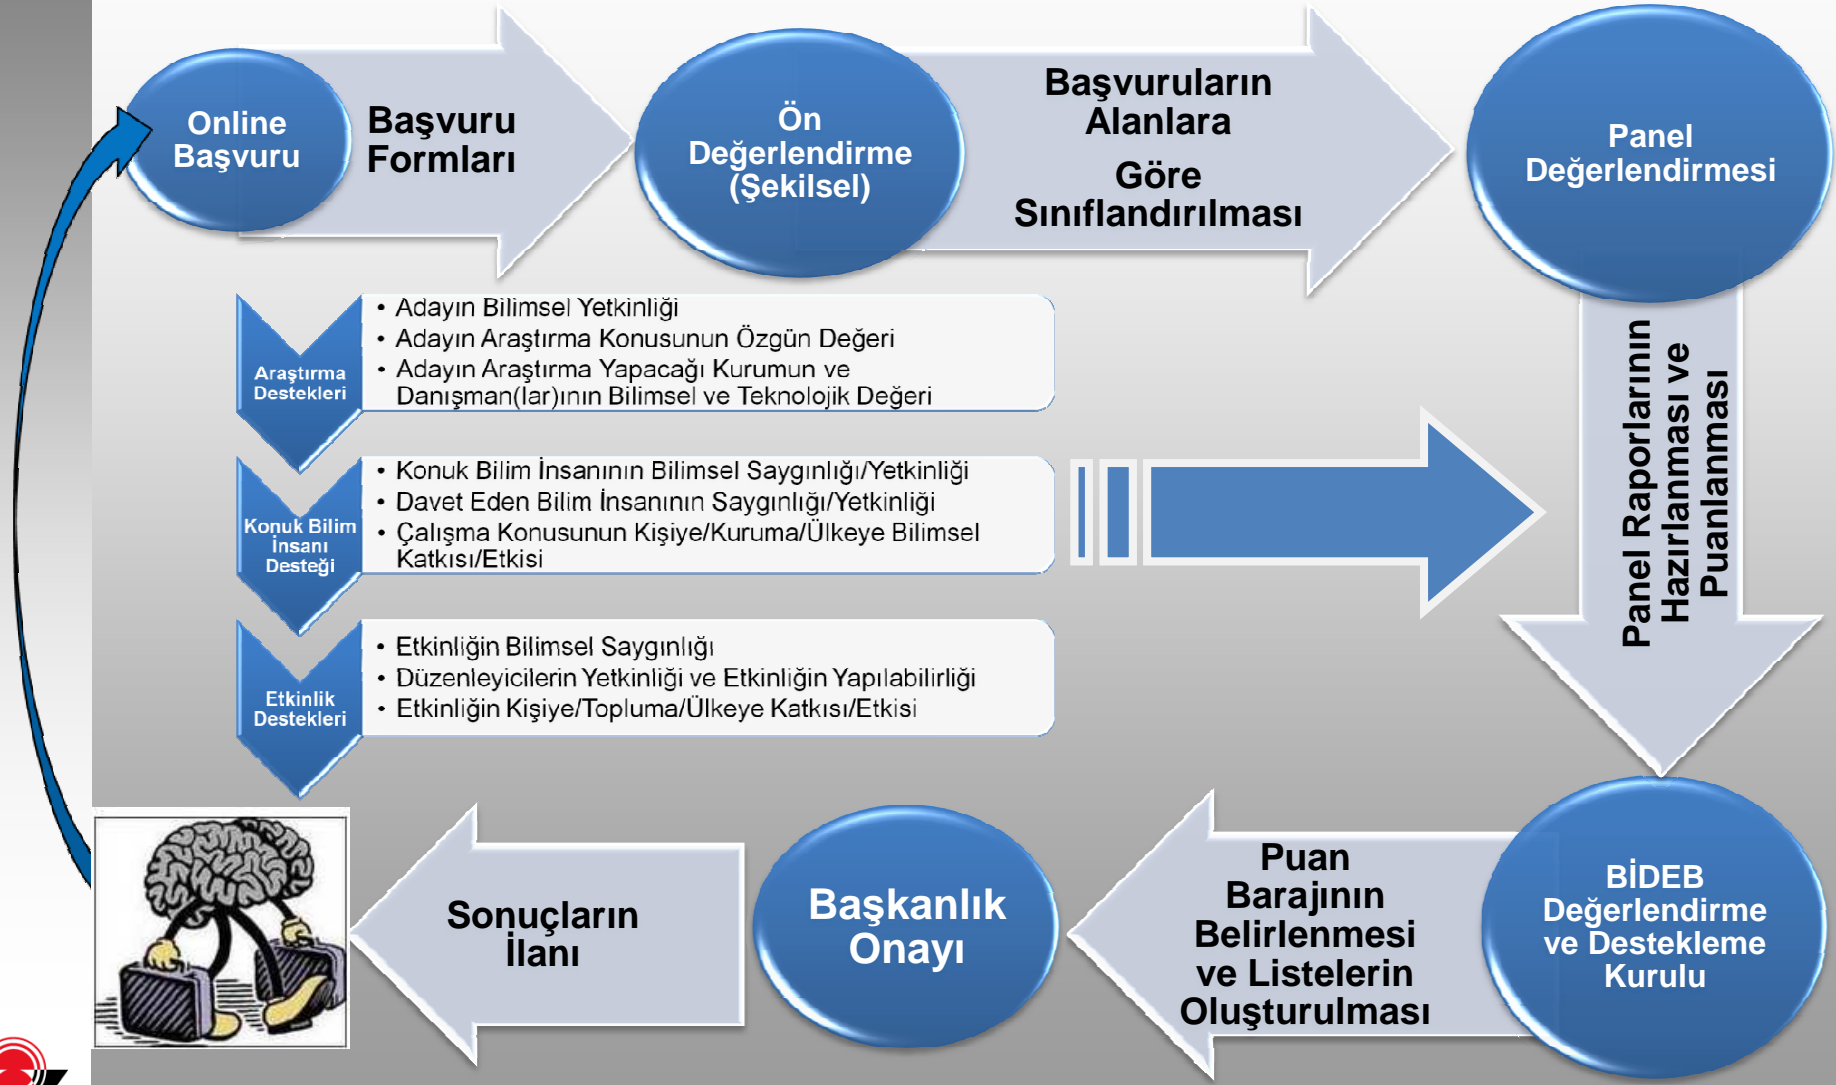 Online
Başvuru
Başvuru
Formları
Ön
Değerlendirme
(Şekilsel)
Başvuruların
Alanlara
Göre
Sınıflandırılması
Panel
Değerlendirmesi
Araştırma
Destekleri
• Adayın Bilimsel Yetkinliği
• Adayın Araştırma Konusunun Özgün Değeri
• Adayın Araştırma Yapacağı Kurumun ve
Danışman(lar)ının Bilimsel ve Teknolojik Değeri
Konuk Bilim
İnsanı
Desteği
• Konuk Bilim İnsanının Bilimsel Saygınlığı/Yetkinliği
• Davet Eden Bilim İnsanının Saygınlığı/Yetkinliği
• Çalışma Konusunun Kişiye/Kuruma/Ülkeye Bilimsel
Katkısı/Etkisi
Etkinlik
Destekleri
• Etkinliğin Bilimsel Saygınlığı
• Düzenleyicilerin Yetkinliği ve Etkinliğin Yapılabilirliği
• Etkinliğin Kişiye/Topluma/Ülkeye Katkısı/Etkisi
Panel Raporlarının
Hazırlanması ve
Puanlanması
BİDEB
Değerlendirme
ve Destekleme
Kurulu
Puan
Barajının
Belirlenmesi
ve Listelerin
Oluşturulması
Başkanlık
Onayı
Sonuçların
İlanı